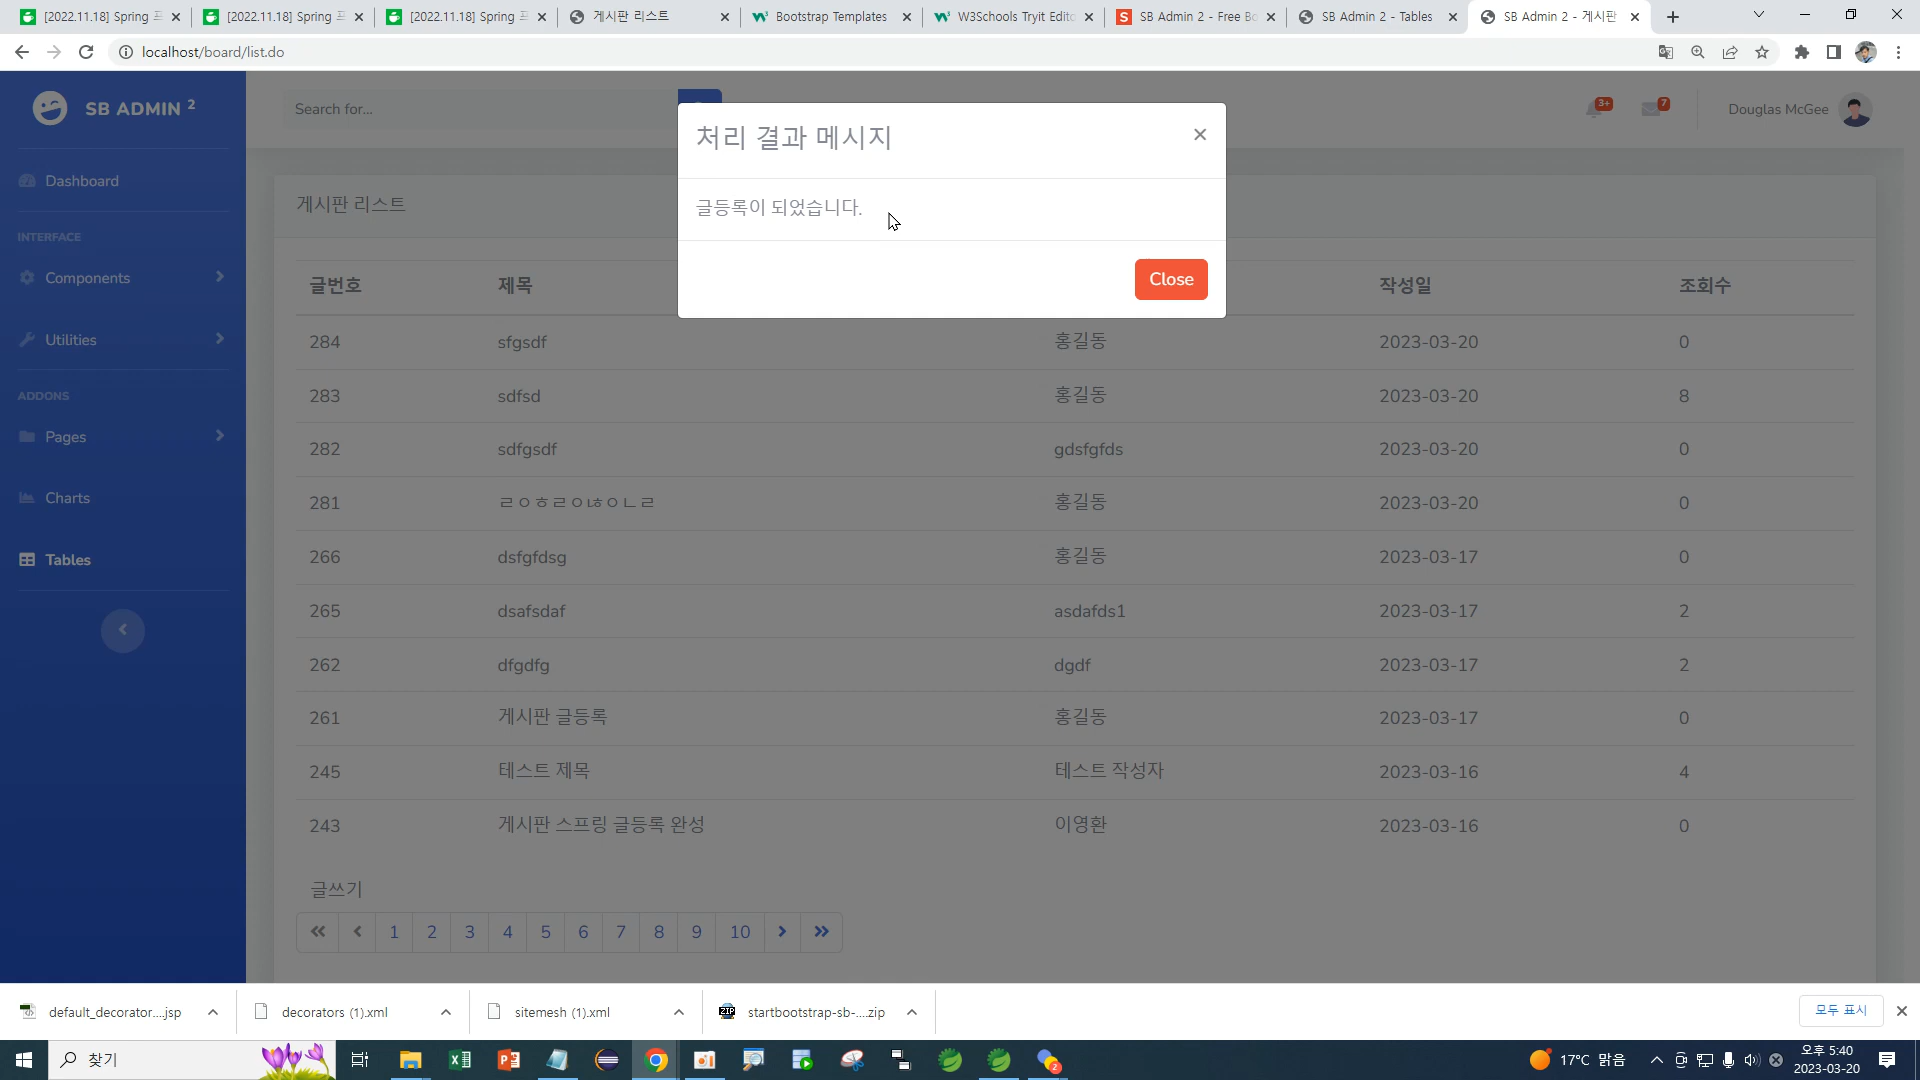 [2022.11.18] Spring 프
[2022.11.18] Spring 프
[2022.11.18] Spring 프
게시판 리스트
Bootstrap Templates
W3Schools Tryit Edito
SB Admin 2 - Free Bo
SB Admin 2 - Tables
SB Admin 2 - 게시판
localhost/board/list.do
SB ADMIN 2
Search for...
3+
7
Douglas McGee
처리 결과 메시지
×
글등록이 되었습니다.
Close
Dashboard
INTERFACE
Components
Utilities
ADDONS
Pages
Charts
Tables
게시판 리스트
글번호 제목 작성일 조회수
284 sfgsdf 홍길동 2023-03-20 0
283 sdfsd 홍길동 2023-03-20 8
282 sdfgsdf gdsfgfds 2023-03-20 0
281 홍길동 2023-03-20 0
266 dsfgfdsg 홍길동 2023-03-17 0
265 dsafsdaf asdafds1 2023-03-17 2
262 dfgdfg dgdf 2023-03-17 2
261 게시판 글등록 홍길동 2023-03-17 0
245 테스트 제목 테스트 작성자 2023-03-16 4
243 게시판 스프링 글등록 완성 이영환 2023-03-16 0
글쓰기
« ‹ 1 2 3 4 5 6 7 8 9 10 › »
default_decorator....jsp
decorators (1).xml
sitemesh (1).xml
startbootstrap-sb-....zip
모두 표시
찾기
17°C 맑음
오후 5:40
2023-03-20